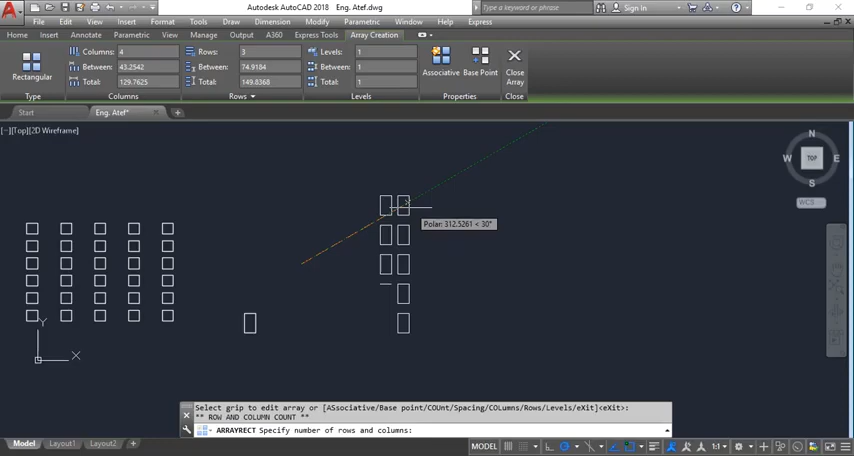 Autodesk AutoCAD 2018 Eng. Atef.dwg
Type a keyword or phrase
Sign In
File Edit View Insert Format Tools Draw Dimension Modify Parametric Window Help Express
Home Insert Annotate Parametric View Manage Output A360 Express Tools Array Creation
Columns: 4 Rows: 3 Levels: 1
Between: 43.2542 Between: 74.9184 Between: 1
Total: 129.7625 Total: 149.8368 Total: 1
Rectangular
Associative Base Point Close
Array
Type Columns Rows Levels Properties Close
Start Eng. Atef*
[−][Top][2D Wireframe]
N
W TOP E
S
WCS
Polar: 312.5261 < 30°
Y
X
Select grip to edit array or [ASsociative/Base point/COUnt/Spacing/COLumns/Rows/Levels/eXit]<eXit>:
** ROW AND COLUMN COUNT **
ARRAYRECT Specify number of rows and columns:
Model Layout1 Layout2 +
MODEL 1:1